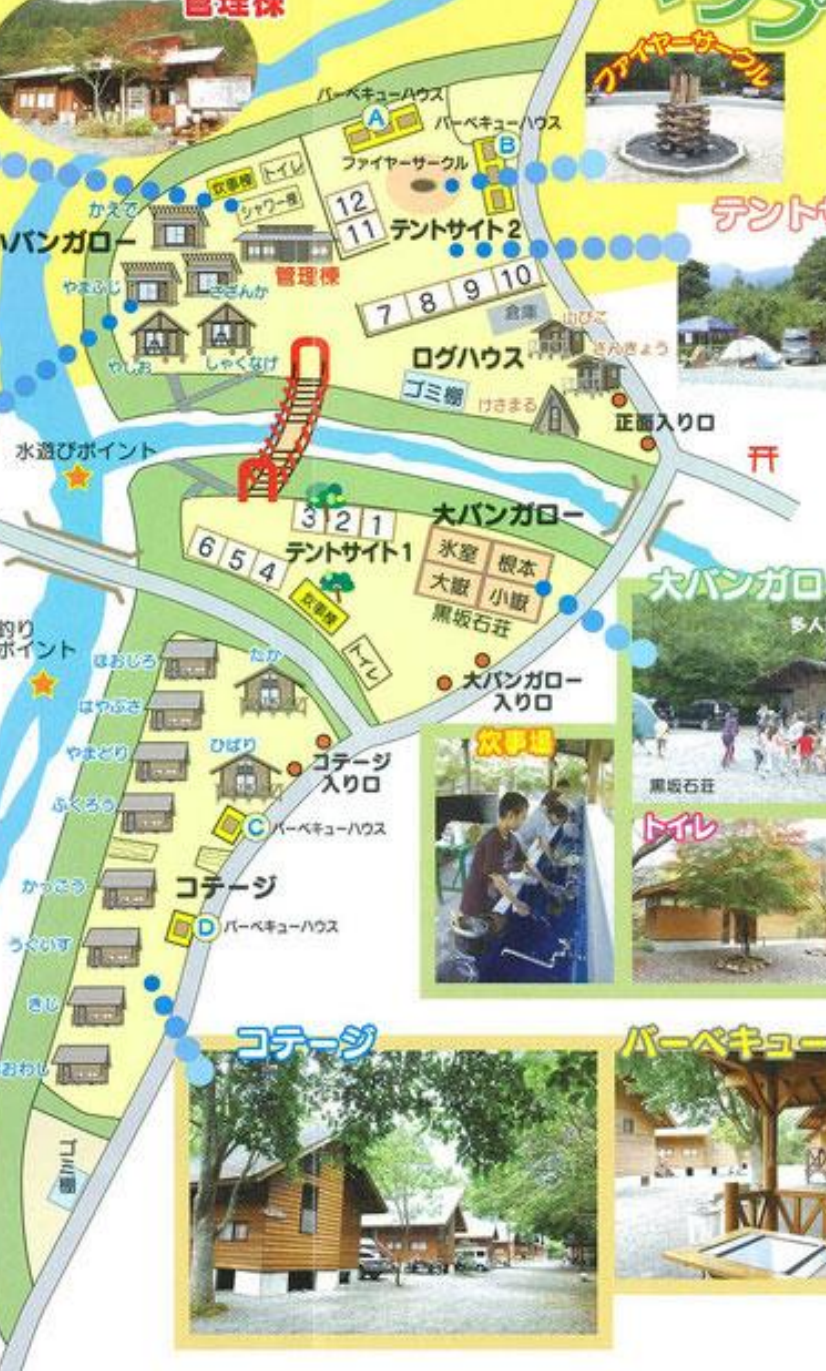 管理棟
ファイヤーサークル
バーベキューハウス
A
バーベキューハウス
B
ファイヤーサークル
炊事棟
トイレ
シャワー棟
かえで
バンガロー
12
11
テントサイト2
管理棟
やまふじ
さざんか
7 8 9 10
倉庫
山びこ
さんきょう
やしお
しゃくなげ
ログハウス
ゴミ棚
けさまる
正面入り口
水遊びポイント
3 2 1
大バンガロー
6 5 4
テントサイト1
氷室
根本
大嶽
小嶽
黒坂石荘
炊事棟
トイレ
大バンガロー
入り口
釣り
ポイント
ほおじろ
たか
はやぶさ
やまどり
ひばり
コテージ
入り口
ふくろう
C
バーベキューハウス
かっこう
コテージ
D
バーベキューハウス
うぐいす
きじ
おわし
ゴミ棚
テント
大バンガロ
多人
黒坂石荘
炊事場
トイレ
コテージ
バーベキュー